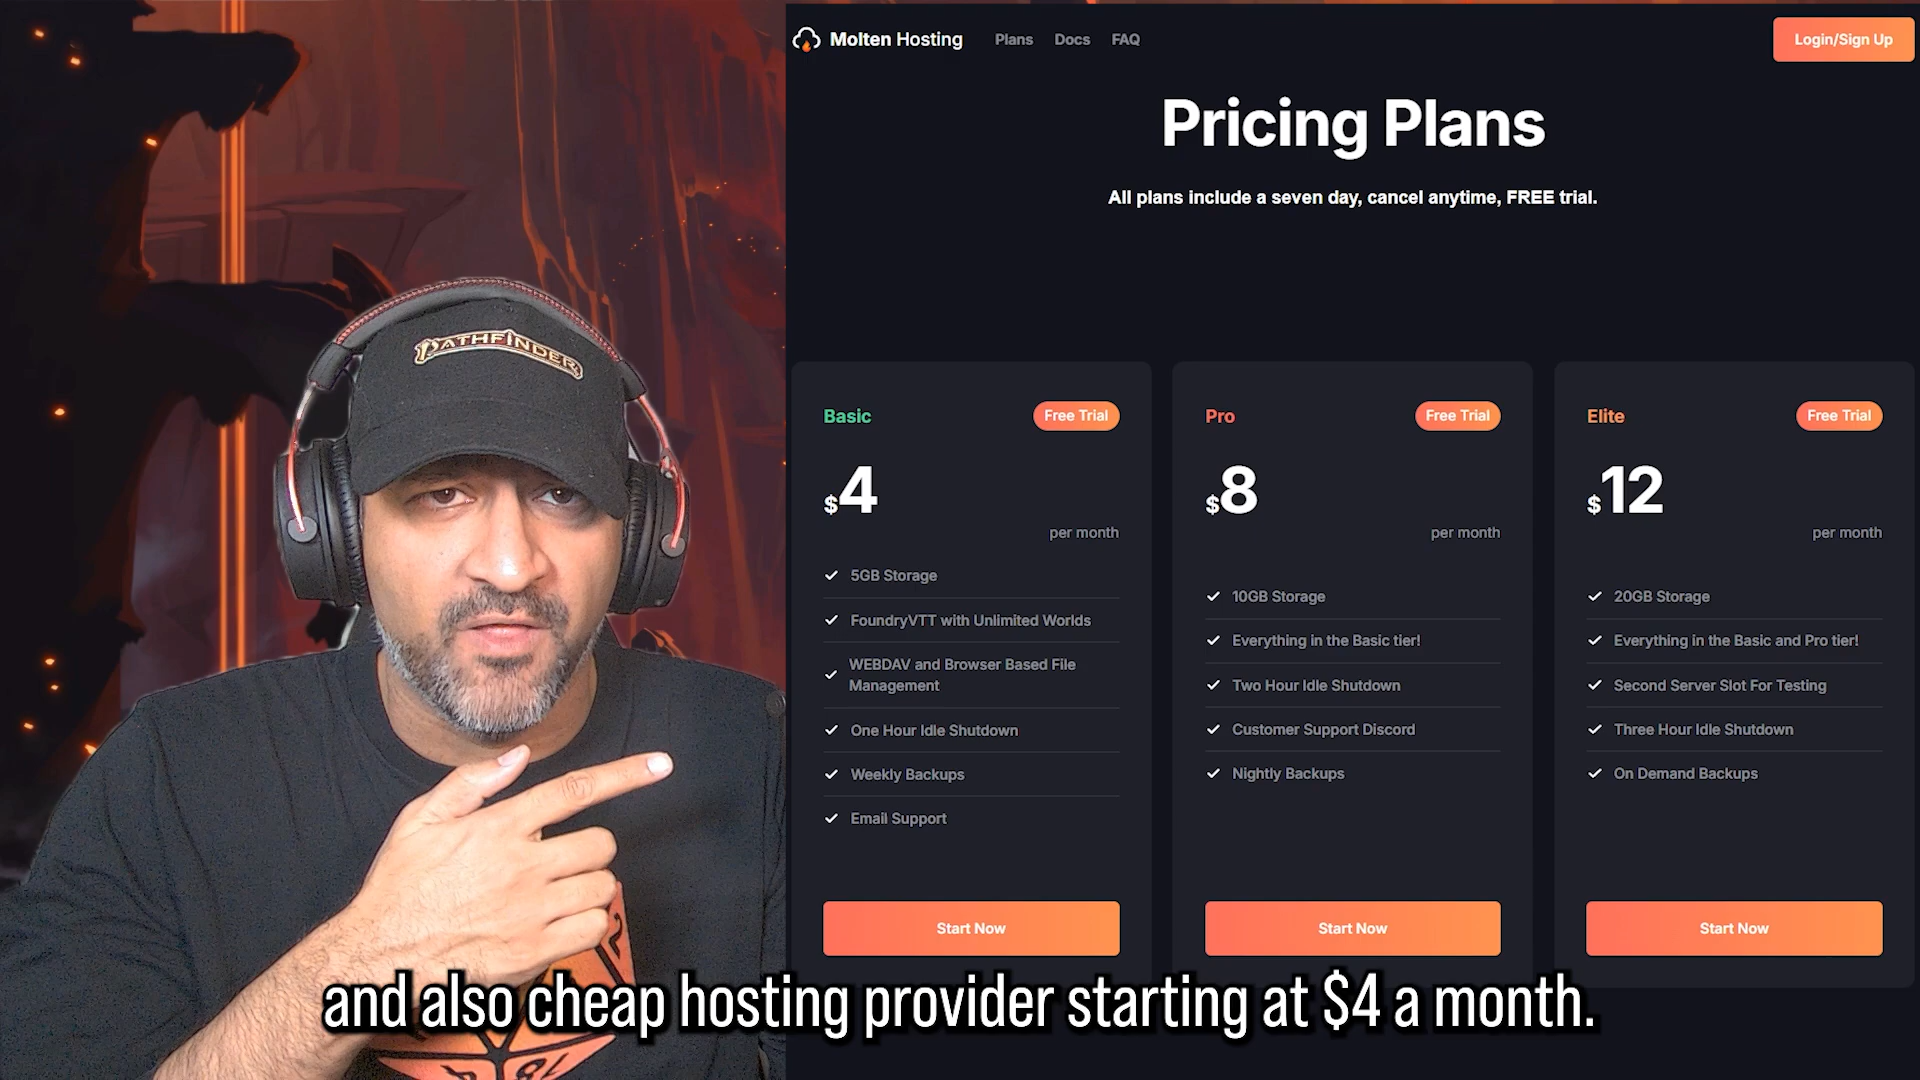 Molten Hosting
Plans
Docs
FAQ
Login/Sign Up
Pricing Plans
All plans include a seven day, cancel anytime, FREE trial.
PATHFINDER
Basic
Free Trial
$4
per month
5GB Storage
FoundryVTT with Unlimited Worlds
WEBDAV and Browser Based File
Management
One Hour Idle Shutdown
Weekly Backups
Email Support
Start Now
Pro
Free Trial
$8
per month
10GB Storage
Everything in the Basic tier!
Two Hour Idle Shutdown
Customer Support Discord
Nightly Backups
Start Now
Elite
Free Trial
$12
per month
20GB Storage
Everything in the Basic and Pro tier!
Second Server Slot For Testing
Three Hour Idle Shutdown
On Demand Backups
Start Now
and also cheap hosting provider starting at $4 a month.